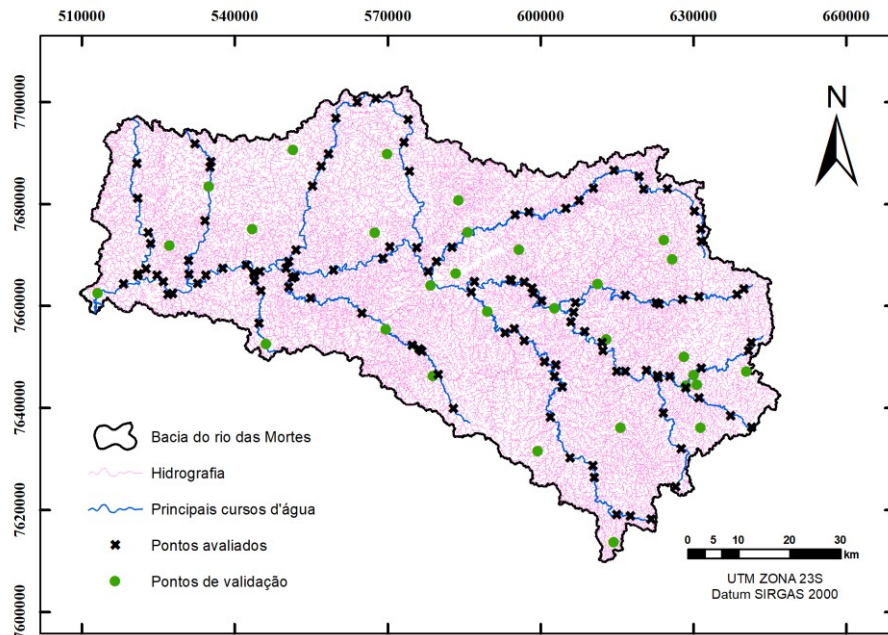 510000 540000 570000 600000 630000 660000
7700000
7680000
7660000
7640000
7620000
7600000
N
Bacia do rio das Mortes
Hidrografia
Principais cursos d'água
Pontos avaliados
Pontos de validação
0 5 10 20 30
km
UTM ZONA 23S
Datum SIRGAS 2000